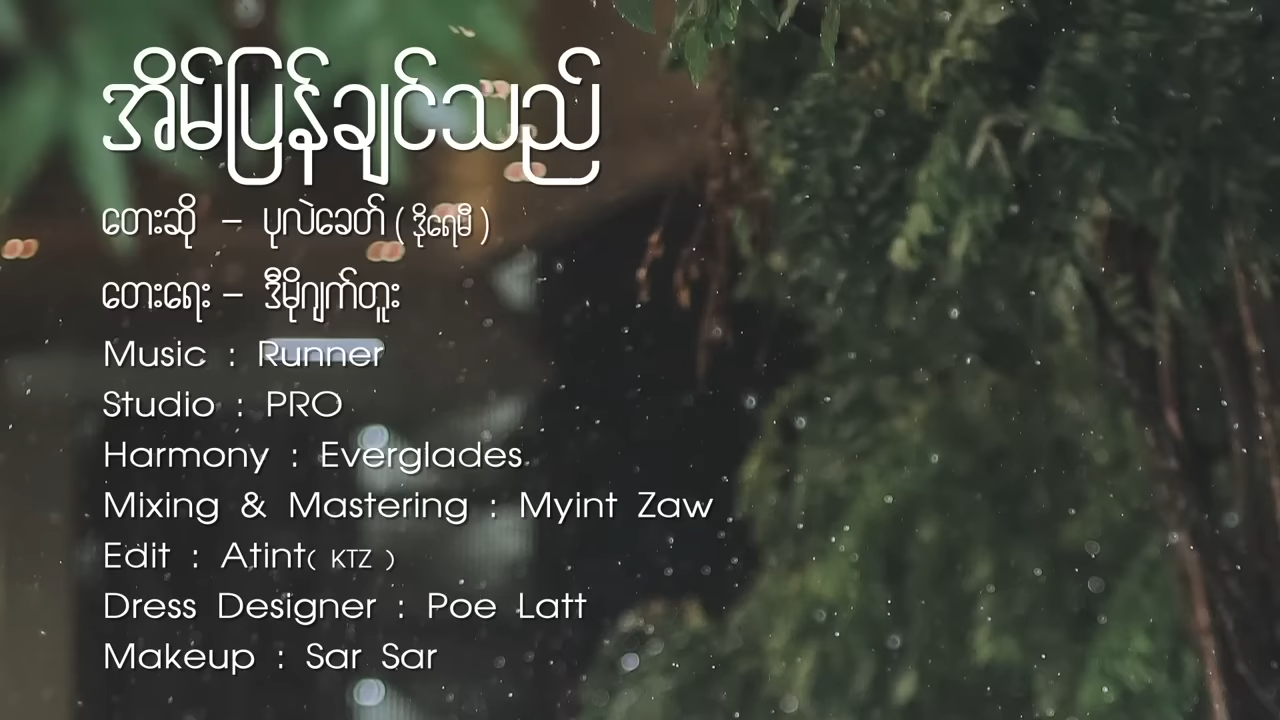 အိမ်ပြန်ချင်သည်
တေးဆို – ပုလဲခေတ် ( ဒိုရေမီ )
တေးရေး – ဒီမိုဂျက်တူး
Music : Runner
Studio : PRO
Harmony : Everglades
Mixing & Mastering : Myint Zaw
Edit : Atint( KTZ )
Dress Designer : Poe Latt
Makeup : Sar Sar